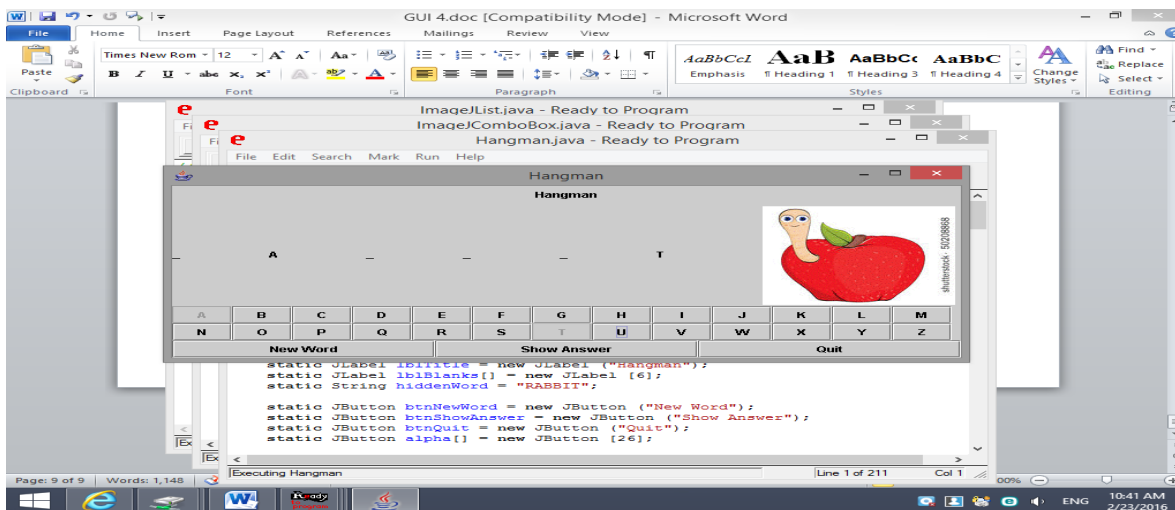 GUI 4.doc [Compatibility Mode] - Microsoft Word
File Home Insert Page Layout References Mailings Review View
Times New Rom 12 Aa
AaBbCcL AaB AaBbCc AaBbC
Find
Replace
Select
Paste
B I U abc x₂ x² A
Emphasis ¶ Heading 1 ¶ Heading 3 ¶ Heading 4
Change
Styles
Clipboard Font Paragraph Styles Editing
ImageJList.java - Ready to Program
ImageJComboBox.java - Ready to Program
Hangman.java - Ready to Program
File Edit Search Mark Run Help
Hangman
Hangman
_ A _ _ _ T
shutterstock · 50208868
A B C D E F G H I J K L M
N O P Q R S T U V W X Y Z
New Word Show Answer Quit
static JLabel lblTitle = new JLabel ("Hangman");
static JLabel lblBlanks[] = new JLabel [6];
static String hiddenWord = "RABBIT";
static JButton btnNewWord = new JButton ("New Word");
static JButton btnShowAnswer = new JButton ("Show Answer");
static JButton btnQuit = new JButton ("Quit");
static JButton alpha[] = new JButton [26];
Executing Hangman Line 1 of 211 Col 1
Page: 9 of 9 Words: 1,148 00%
Ready
Program
ENG
10:41 AM
2/23/2016